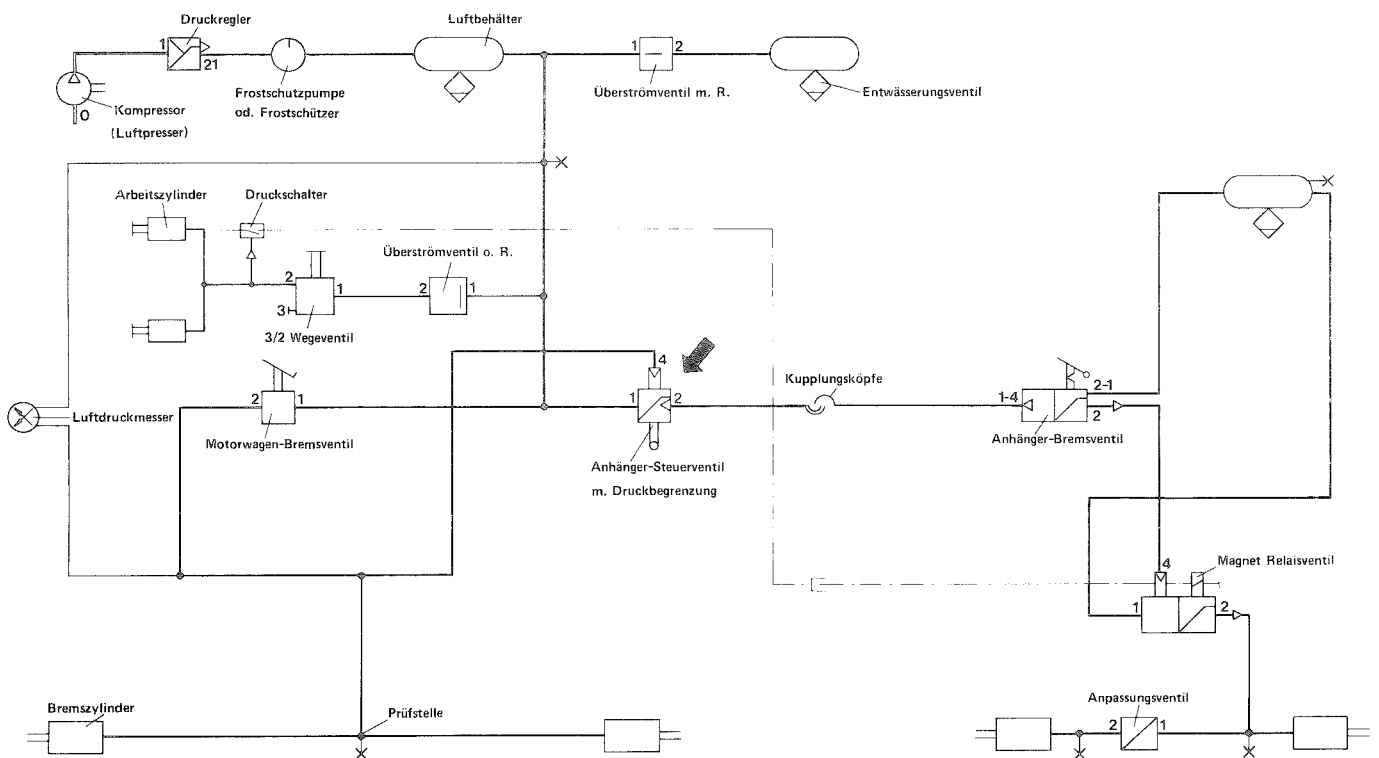 Druckregler
Luftbehälter
1
21
1
2
Frostschutzpumpe
od. Frostschützer
Überströmventil m. R.
Entwässerungsventil
0
Kompressor
(Luftpresser)
Arbeitszylinder
Druckschalter
Überströmventil o. R.
2
1
2
1
3
3/2 Wegeventil
4
Kupplungsköpfe
2
1
1
2
1-4
2-1
2
Luftdruckmesser
Motorwagen-Bremsventil
Anhänger-Bremsventil
Anhänger-Steuerventil
m. Druckbegrenzung
4
Magnet Relaisventil
1
2
Bremszylinder
Prüfstelle
Anpassungsventil
2
1